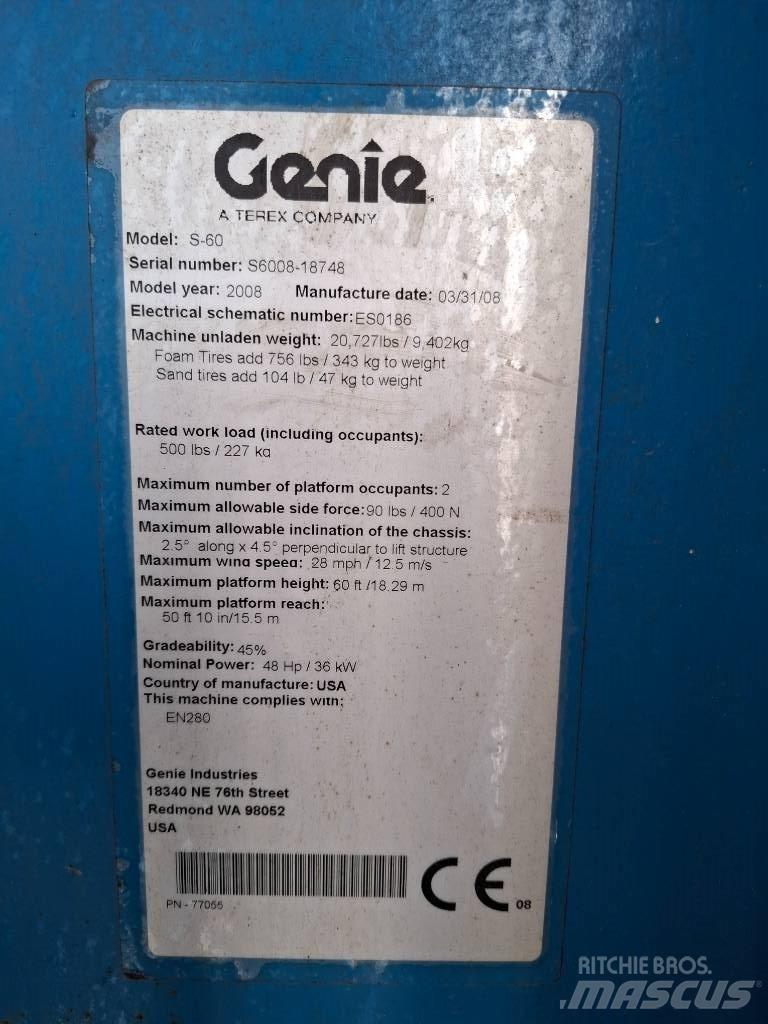 Genie
A TEREX COMPANY
Model: S-60
Serial number: S6008-18748
Model year: 2008 Manufacture date: 03/31/08
Electrical schematic number: ES0186
Machine unladen weight: 20,727lbs / 9,402kg
Foam Tires add 756 lbs / 343 kg to weight
Sand tires add 104 lb / 47 kg to weight
Rated work load (including occupants):
500 lbs / 227 kg
Maximum number of platform occupants: 2
Maximum allowable side force: 90 lbs / 400 N
Maximum allowable inclination of the chassis:
2.5° along x 4.5° perpendicular to lift structure
Maximum wind speed: 28 mph / 12.5 m/s
Maximum platform height: 60 ft /18.29 m
Maximum platform reach:
50 ft 10 in/15.5 m
Gradeability: 45%
Nominal Power: 48 Hp / 36 kW
Country of manufacture: USA
This machine complies with:
EN280
Genie Industries
18340 NE 76th Street
Redmond WA 98052
USA
PN - 77055
CE 08
RITCHIE BROS.
MASCUS